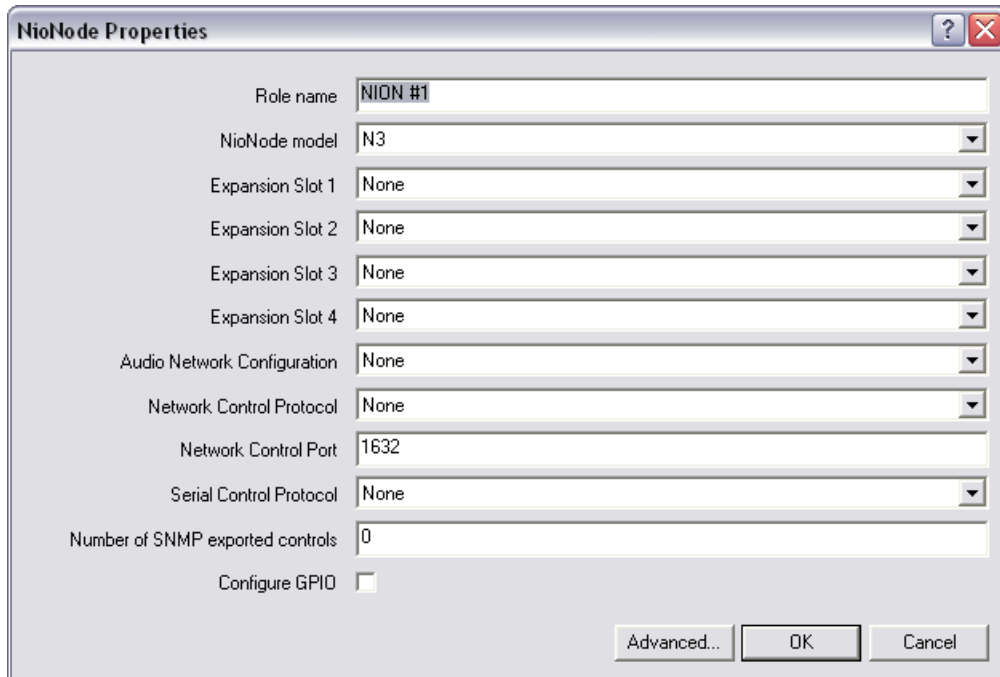 NioNode Properties
Role name NION #1
NioNode model N3
Expansion Slot 1 None
Expansion Slot 2 None
Expansion Slot 3 None
Expansion Slot 4 None
Audio Network Configuration None
Network Control Protocol None
Network Control Port 1632
Serial Control Protocol None
Number of SNMP exported controls 0
Configure GPIO
Advanced... OK Cancel